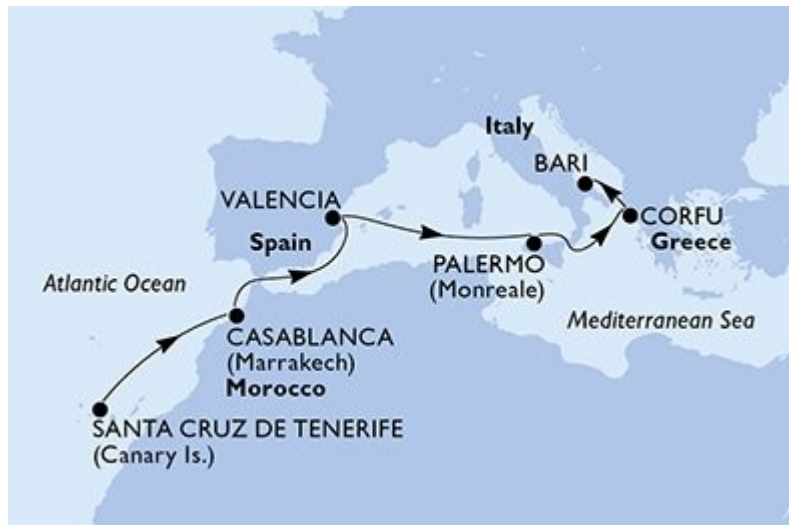 Italy
BARI
VALENCIA
CORFU
Spain
Greece
PALERMO
(Monreale)
Atlantic Ocean
Mediterranean Sea
CASABLANCA
(Marrakech)
Morocco
SANTA CRUZ DE TENERIFE
(Canary Is.)